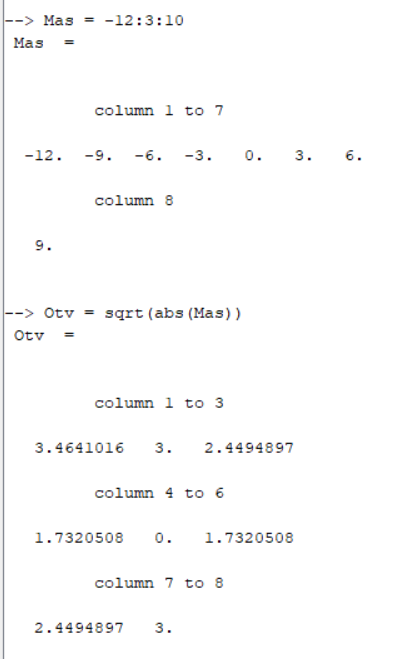 --> Mas = -12:3:10
Mas  =
column 1 to 7
-12.  -9.  -6.  -3.   0.   3.   6.
column 8
9.
--> Otv = sqrt(abs(Mas))
Otv  =
column 1 to 3
3.4641016   3.   2.4494897
column 4 to 6
1.7320508   0.   1.7320508
column 7 to 8
2.4494897   3.